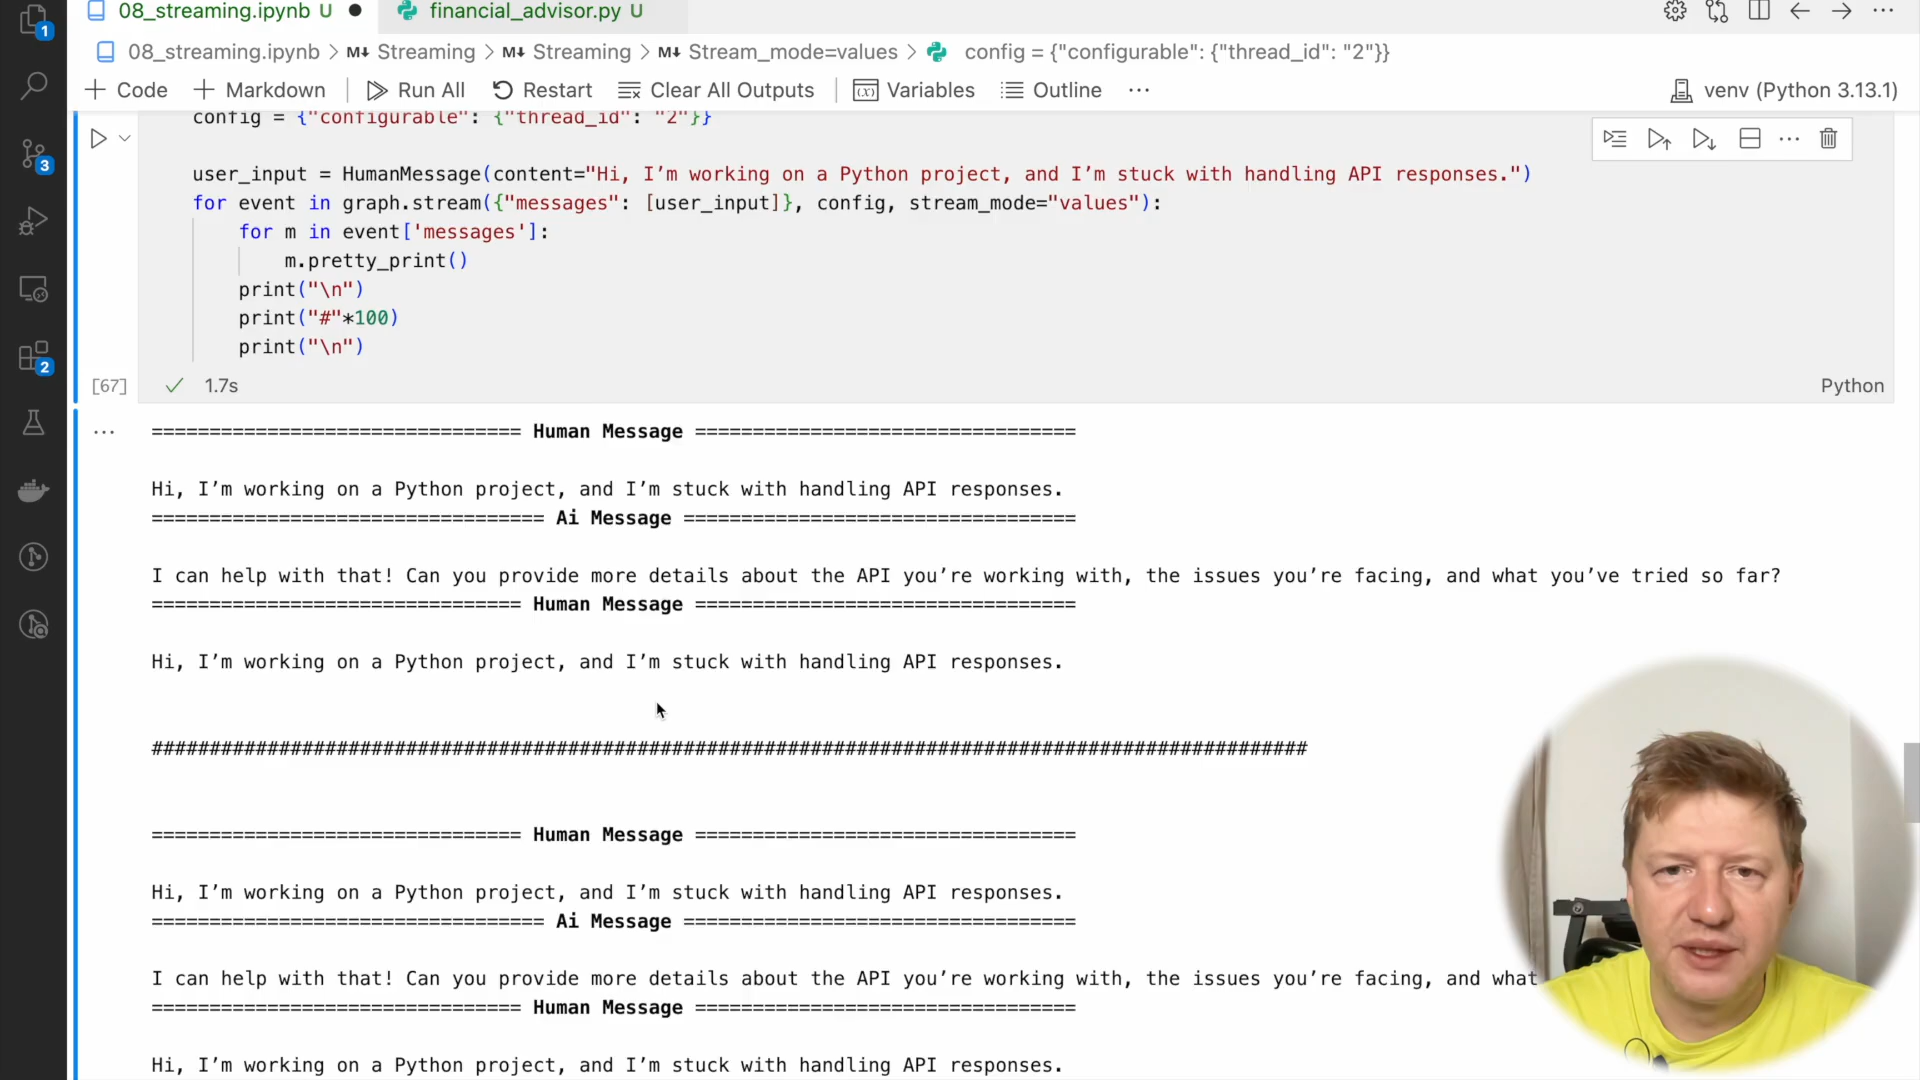 08_streaming.ipynb U
financial_advisor.py U
08_streaming.ipynb > M↓ Streaming > M↓ Streaming > M↓ Stream_mode=values > config = {"configurable": {"thread_id": "2"}}
+ Code + Markdown Run All Restart Clear All Outputs Variables Outline ... venv (Python 3.13.1)
config = {"configurable": {"thread_id": "2"}}
user_input = HumanMessage(content="Hi, I’m working on a Python project, and I’m stuck with handling API responses.")
for event in graph.stream({"messages": [user_input]}, config, stream_mode="values"):
for m in event['messages']:
m.pretty_print()
print("\n")
print("#"*100)
print("\n")
[67] 1.7s Python
================================ Human Message =================================
Hi, I’m working on a Python project, and I’m stuck with handling API responses.
================================== Ai Message ==================================
I can help with that! Can you provide more details about the API you’re working with, the issues you’re facing, and what you’ve tried so far?
================================ Human Message =================================
Hi, I’m working on a Python project, and I’m stuck with handling API responses.
####################################################################################################
================================ Human Message =================================
Hi, I’m working on a Python project, and I’m stuck with handling API responses.
================================== Ai Message ==================================
I can help with that! Can you provide more details about the API you’re working with, the issues you’re facing, and what
================================ Human Message =================================
Hi, I’m working on a Python project, and I’m stuck with handling API responses.
1
3
2